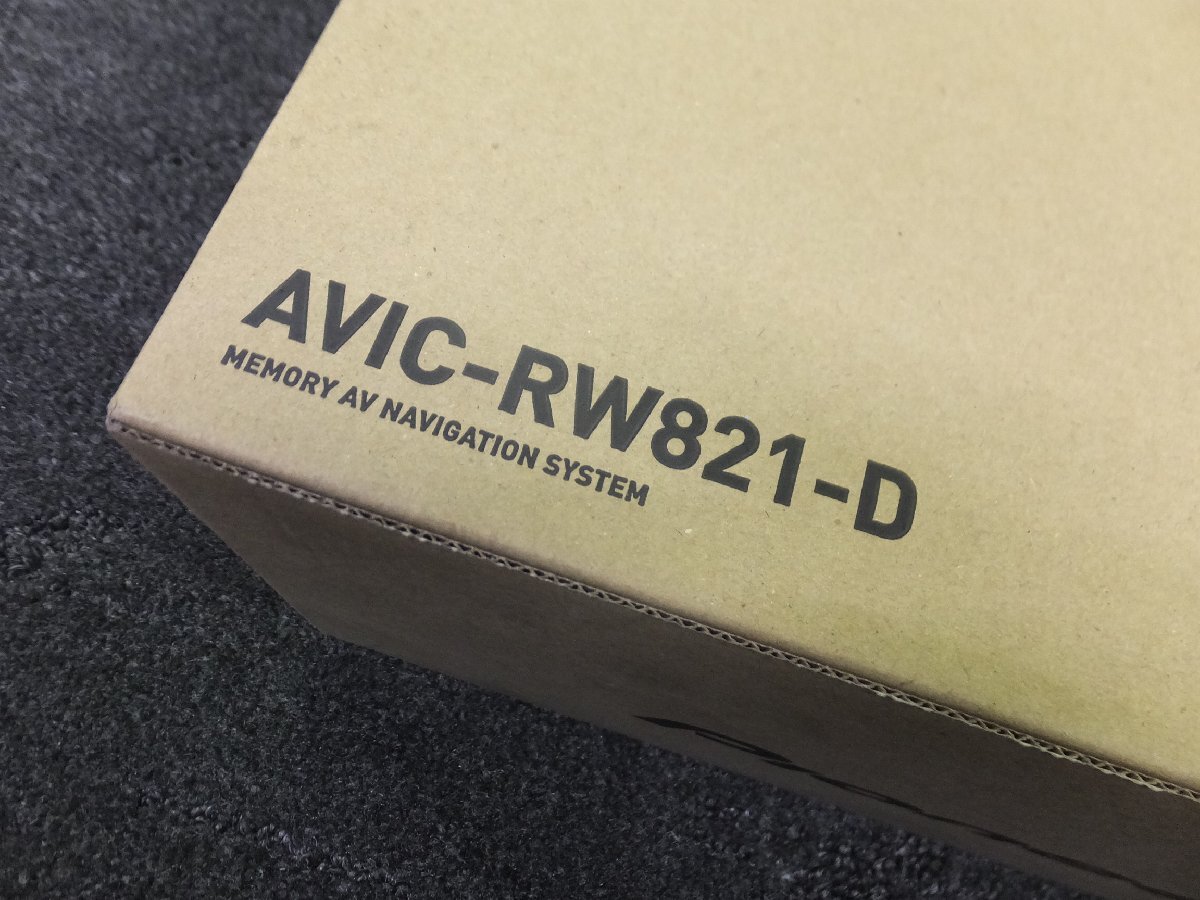 AVIC-RW821-D
MEMORY AV NAVIGATION SYSTEM